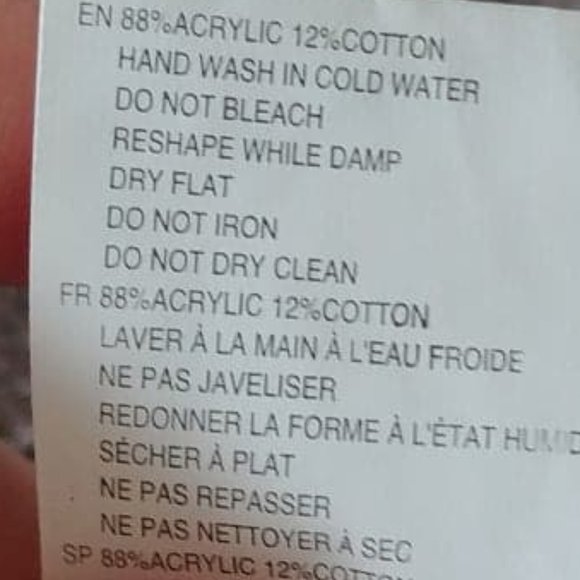 EN 88%ACRYLIC 12%COTTON
HAND WASH IN COLD WATER
DO NOT BLEACH
RESHAPE WHILE DAMP
DRY FLAT
DO NOT IRON
DO NOT DRY CLEAN
FR 88%ACRYLIC 12%COTTON
LAVER À LA MAIN À L'EAU FROIDE
NE PAS JAVELISER
REDONNER LA FORME À L'ÉTAT HUMID
SÉCHER À PLAT
NE PAS REPASSER
NE PAS NETTOYER À SEC
SP 88%ACRYLIC 12%COTTON